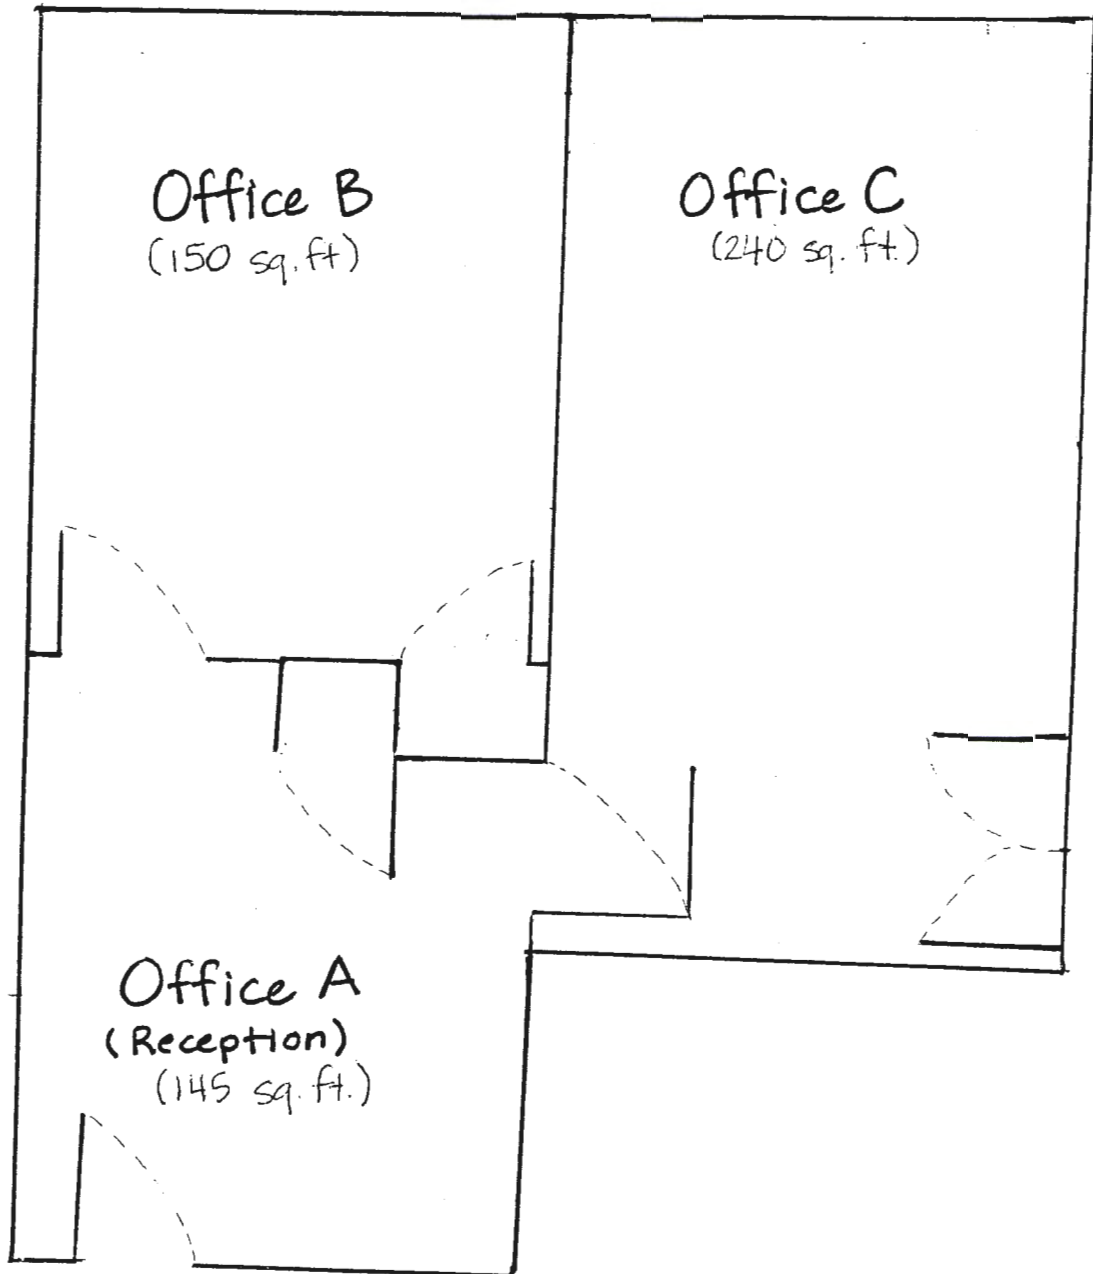 Office B
(150 sq.ft)
Office C
(240 sq. ft.)
Office A
(Reception)
(145 sq. ft.)